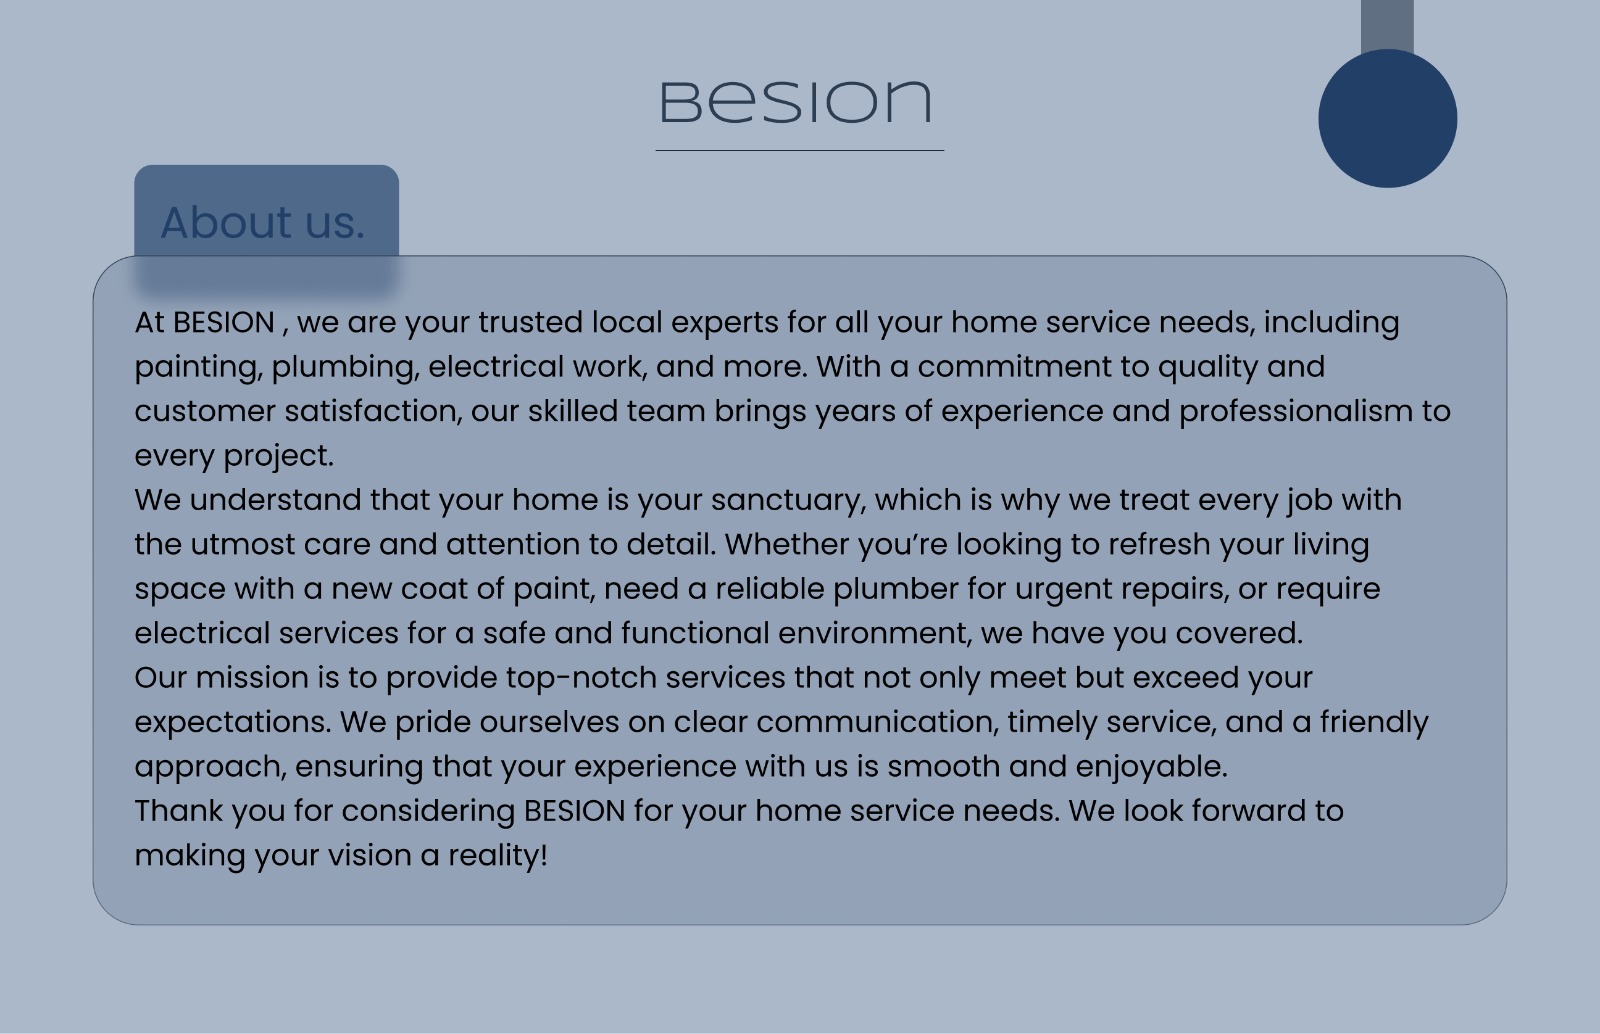 BESION
About us.
At BESION , we are your trusted local experts for all your home service needs, including
painting, plumbing, electrical work, and more. With a commitment to quality and
customer satisfaction, our skilled team brings years of experience and professionalism to
every project.
We understand that your home is your sanctuary, which is why we treat every job with
the utmost care and attention to detail. Whether you’re looking to refresh your living
space with a new coat of paint, need a reliable plumber for urgent repairs, or require
electrical services for a safe and functional environment, we have you covered.
Our mission is to provide top-notch services that not only meet but exceed your
expectations. We pride ourselves on clear communication, timely service, and a friendly
approach, ensuring that your experience with us is smooth and enjoyable.
Thank you for considering BESION for your home service needs. We look forward to
making your vision a reality!